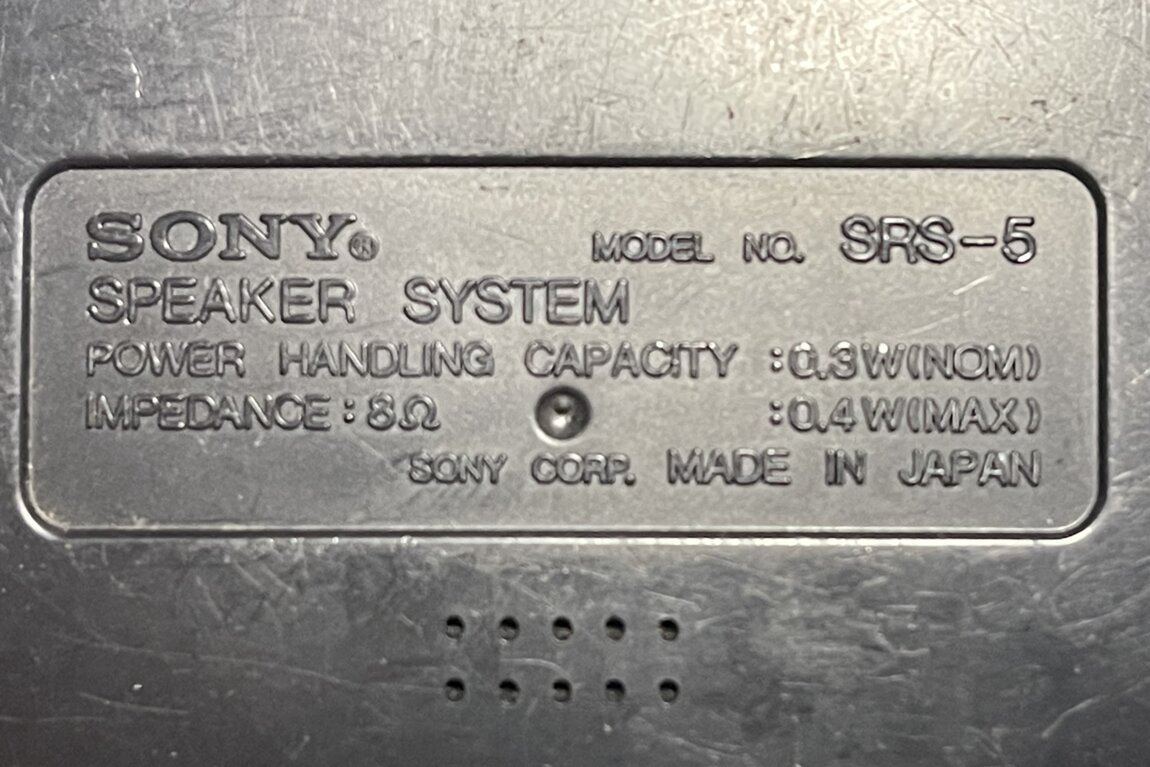 SONY® MODEL NO. SRS-5
SPEAKER SYSTEM
POWER HANDLING CAPACITY :0.3W(NOM)
IMPEDANCE:8Ω :0.4W(MAX)
SONY CORP. MADE IN JAPAN